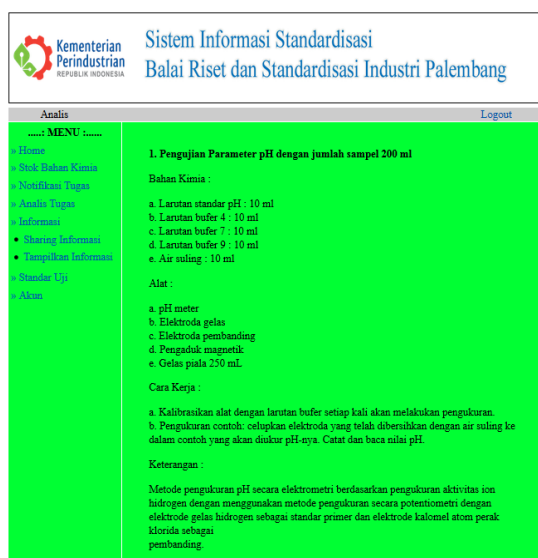 Kementerian
Perindustrian
REPUBLIK INDONESIA
Sistem Informasi Standardisasi
Balai Riset dan Standardisasi Industri Palembang
Analis
Logout
.....: MENU :......
» Home
» Stok Bahan Kimia
» Notifikasi Tugas
» Analis Tugas
» Informasi
• Sharing Informasi
• Tampilkan Informasi
» Standar Uji
» Akun
1. Pengujian Parameter pH dengan jumlah sampel 200 ml
Bahan Kimia :
a. Larutan standar pH : 10 ml
b. Larutan bufer 4 : 10 ml
c. Larutan bufer 7 : 10 ml
d. Larutan bufer 9 : 10 ml
e. Air suling : 10 ml
Alat :
a. pH meter
b. Elektroda gelas
c. Elektroda pembanding
d. Pengaduk magnetik
e. Gelas piala 250 mL
Cara Kerja :
a. Kalibrasikan alat dengan larutan bufer setiap kali akan melakukan pengukuran.
b. Pengukuran contoh: celupkan elektroda yang telah dibersihkan dengan air suling ke
dalam contoh yang akan diukur pH-nya. Catat dan baca nilai pH.
Keterangan :
Metode pengukuran pH secara elektrometri berdasarkan pengukuran aktivitas ion
hidrogen dengan menggunakan metode pengukuran secara potentiometri dengan
elektrode gelas hidrogen sebagai standar primer dan elektrode kalomel atom perak
klorida sebagai
pembanding.